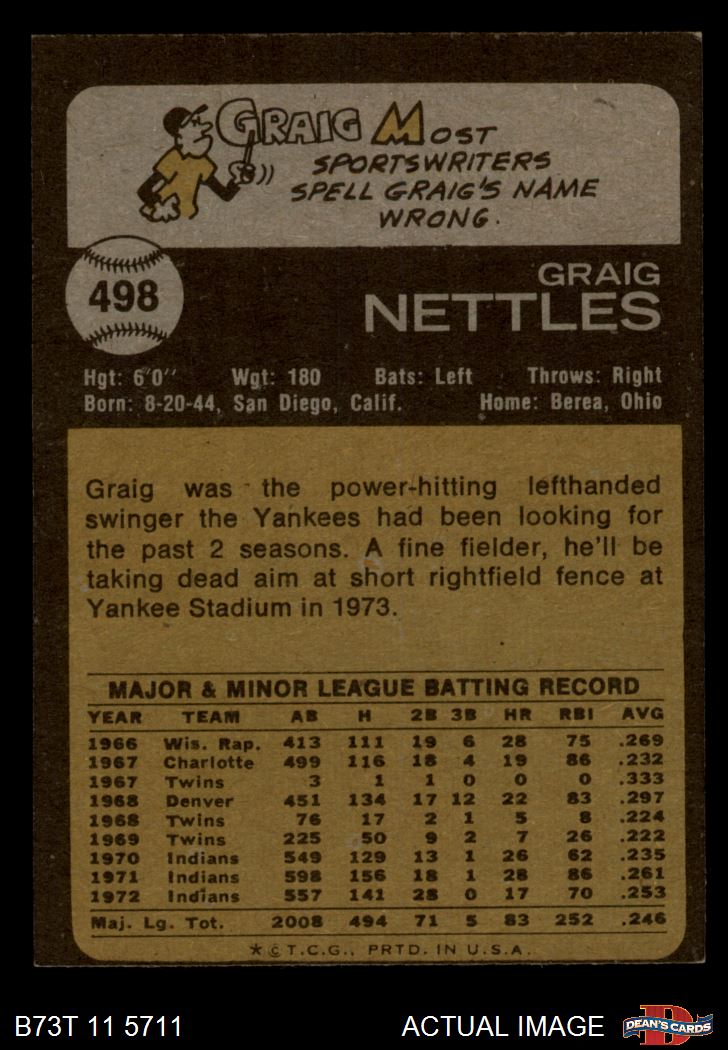 GRAIG MOST
SPORTSWRITERS
SPELL GRAIG'S NAME
WRONG.
498
GRAIG
NETTLES
Hgt: 6'0" Wgt: 180 Bats: Left Throws: Right
Born: 8-20-44, San Diego, Calif. Home: Berea, Ohio
Graig was the power-hitting lefthanded
swinger the Yankees had been looking for
the past 2 seasons. A fine fielder, he'll be
taking dead aim at short rightfield fence at
Yankee Stadium in 1973.
MAJOR & MINOR LEAGUE BATTING RECORD
YEAR TEAM AB H 2B 3B HR RBI AVG
1966 Wis. Rap. 413 111 19 6 28 75 .269
1967 Charlotte 499 116 18 4 19 86 .232
1967 Twins 3 1 1 0 0 0 .333
1968 Denver 451 134 17 12 22 83 .297
1968 Twins 76 17 2 1 5 8 .224
1969 Twins 225 50 9 2 7 26 .222
1970 Indians 549 129 13 1 26 62 .235
1971 Indians 598 156 18 1 28 86 .261
1972 Indians 557 141 28 0 17 70 .253
Maj. Lg. Tot. 2008 494 71 5 83 252 .246
* © T.C.G., PRTD. IN U.S.A.
B73T 11 5711 ACTUAL IMAGE D DEAN'S CARDS